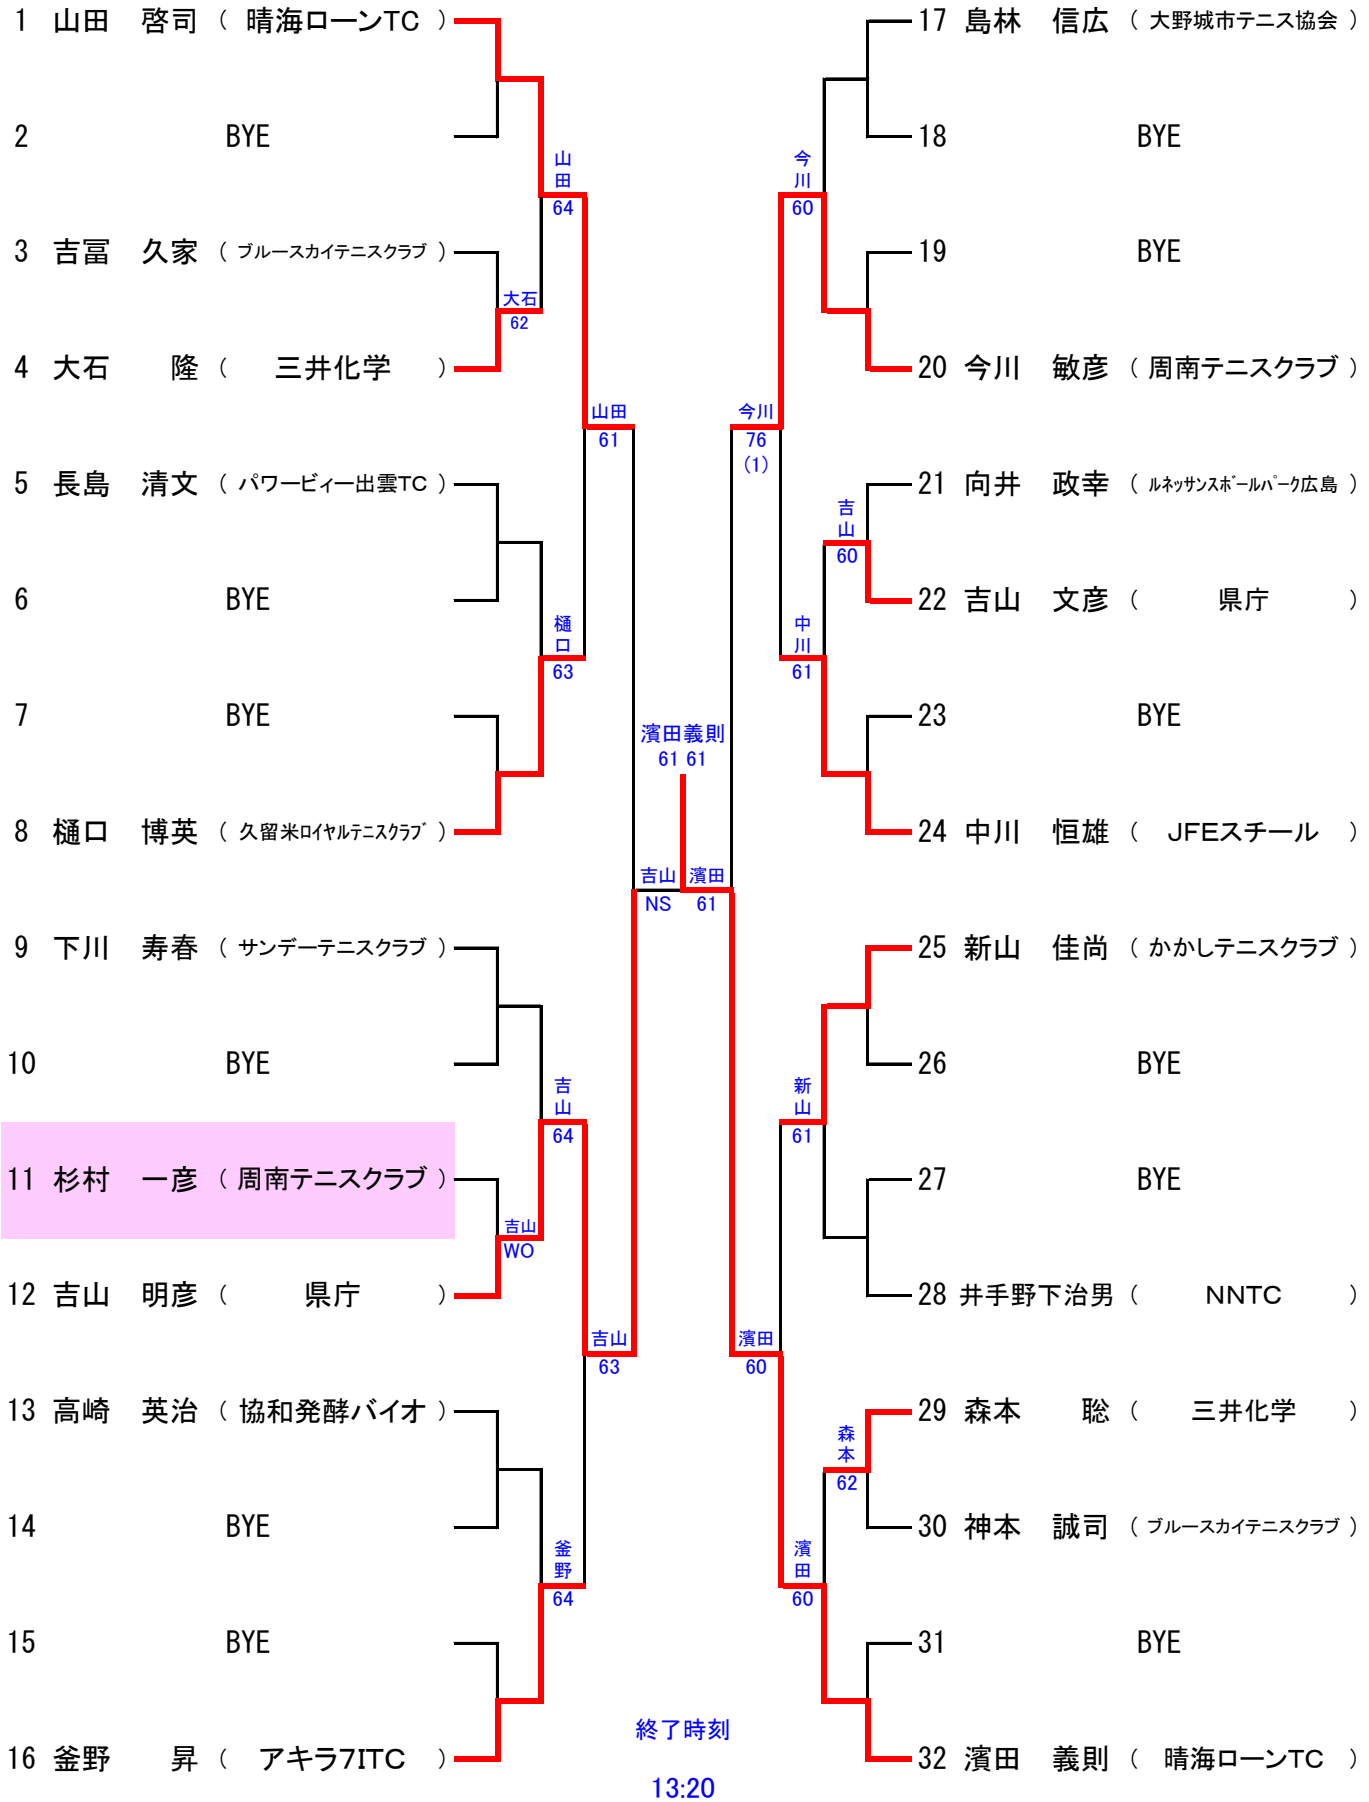 1 山田　啓司 （ 晴海ローンTC ）
2 BYE
3 吉冨　久家 （ ブルースカイテニスクラブ ）
4 大石　隆 （ 三井化学 ）
5 長島　清文 （ パワービィー出雲TC ）
6 BYE
7 BYE
8 樋口　博英 （ 久留米ロイヤルテニスクラブ ）
9 下川　寿春 （ サンデーテニスクラブ ）
10 BYE
11 杉村　一彦 （ 周南テニスクラブ ）
12 吉山　明彦 （ 県庁 ）
13 高崎　英治 （ 協和発酵バイオ ）
14 BYE
15 BYE
16 釜野　昇 （ アキラ7ITC ）
大石
62
吉山
WO
山田
64
樋口
63
吉山
64
釜野
64
山田
61
吉山
63
吉山
NS
濱田義則
61 61
濱田
61
今川
76
(1)
濱田
60
今川
60
中川
61
新山
61
濱田
60
吉山
60
森本
62
17 島林　信広 （ 大野城市テニス協会 ）
18 BYE
19 BYE
20 今川　敏彦 （ 周南テニスクラブ ）
21 向井　政幸 （ ルネッサンスボールパーク広島 ）
22 吉山　文彦 （ 県庁 ）
23 BYE
24 中川　恒雄 （ JFEスチール ）
25 新山　佳尚 （ かかしテニスクラブ ）
26 BYE
27 BYE
28 井手野下治男 （ NNTC ）
29 森本　聡 （ 三井化学 ）
30 神本　誠司 （ ブルースカイテニスクラブ ）
31 BYE
32 濱田　義則 （ 晴海ローンTC ）
終了時刻
13:20